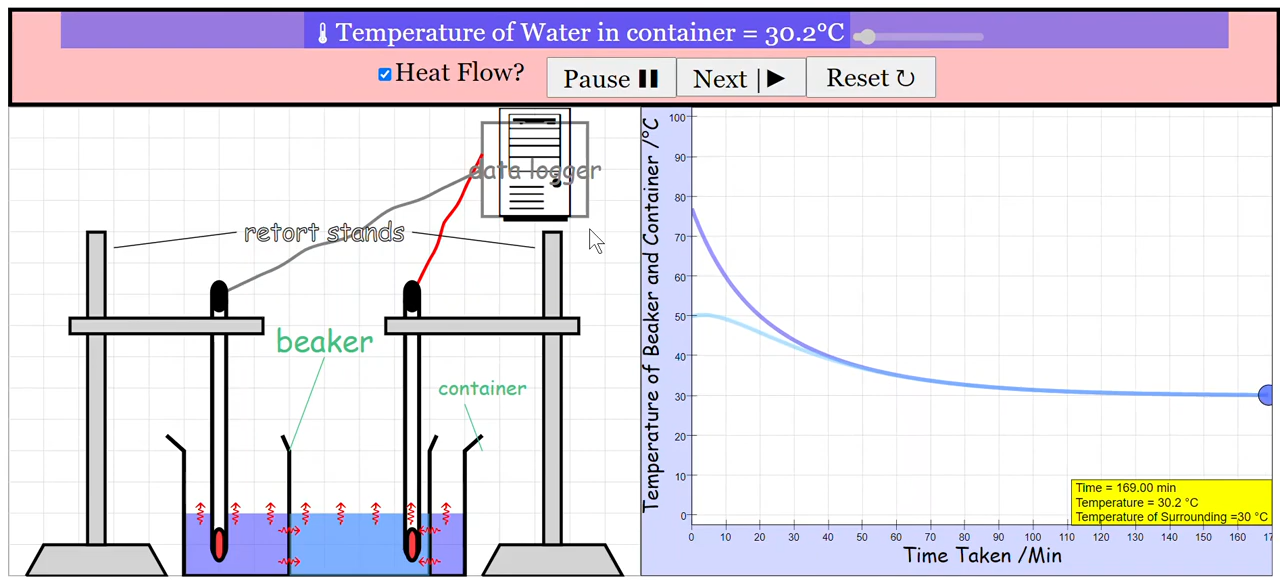 🌡 Temperature of Water in container = 30.2°C
Heat Flow?
Pause ❚❚
Next |▶
Reset ↻
data logger
retort stands
beaker
container
Temperature of Beaker and Container /°C
100
90
80
70
60
50
40
30
20
10
0
0 10 20 30 40 50 60 70 80 90 100 110 120 130 140 150 160 17
Time Taken /Min
Time = 169.00 min
Temperature = 30.2 °C
Temperature of Surrounding =30 °C